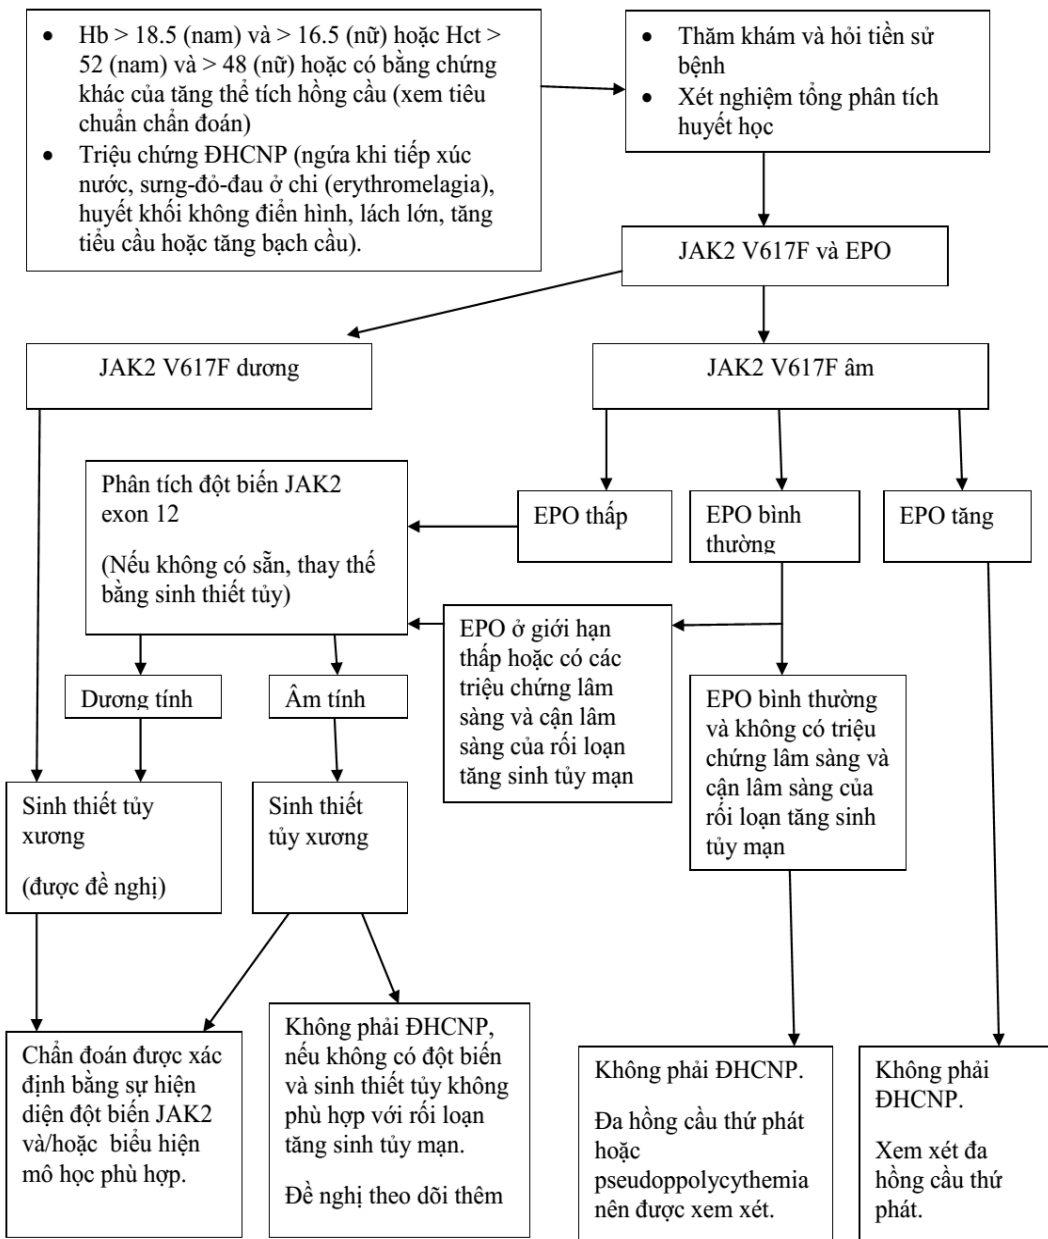 • Hb > 18.5 (nam) và > 16.5 (nữ) hoặc Hct >
52 (nam) và > 48 (nữ) hoặc có bằng chứng
khác của tăng thể tích hồng cầu (xem tiêu
chuẩn chẩn đoán)
• Triệu chứng ĐHCNP (ngứa khi tiếp xúc
nước, sưng-đỏ-đau ở chi (erythromelagia),
huyết khối không điển hình, lách lớn, tăng
tiểu cầu hoặc tăng bạch cầu).
• Thăm khám và hỏi tiền sử
bệnh
• Xét nghiệm tổng phân tích
huyết học
JAK2 V617F và EPO
JAK2 V617F dương
JAK2 V617F âm
Phân tích đột biến JAK2
exon 12
(Nếu không có sẵn, thay thế
bằng sinh thiết tủy)
EPO thấp
EPO bình
thường
EPO tăng
EPO ở giới hạn
thấp hoặc có các
triệu chứng lâm
sàng và cận lâm
sàng của rối loạn
tăng sinh tủy mạn
Dương tính
Âm tính
EPO bình thường
và không có triệu
chứng lâm sàng và
cận lâm sàng của
rối loạn tăng sinh
tủy mạn
Sinh thiết tủy
xương
(được đề nghị)
Sinh thiết
tủy xương
Chẩn đoán được xác
định bằng sự hiện
diện đột biến JAK2
và/hoặc biểu hiện
mô học phù hợp.
Không phải ĐHCNP,
nếu không có đột biến
và sinh thiết tủy không
phù hợp với rối loạn
tăng sinh tủy mạn.
Đề nghị theo dõi thêm
Không phải ĐHCNP.
Đa hồng cầu thứ phát
hoặc
pseudoppolycythemia
nên được xem xét.
Không phải
ĐHCNP.
Xem xét đa
hồng cầu thứ
phát.